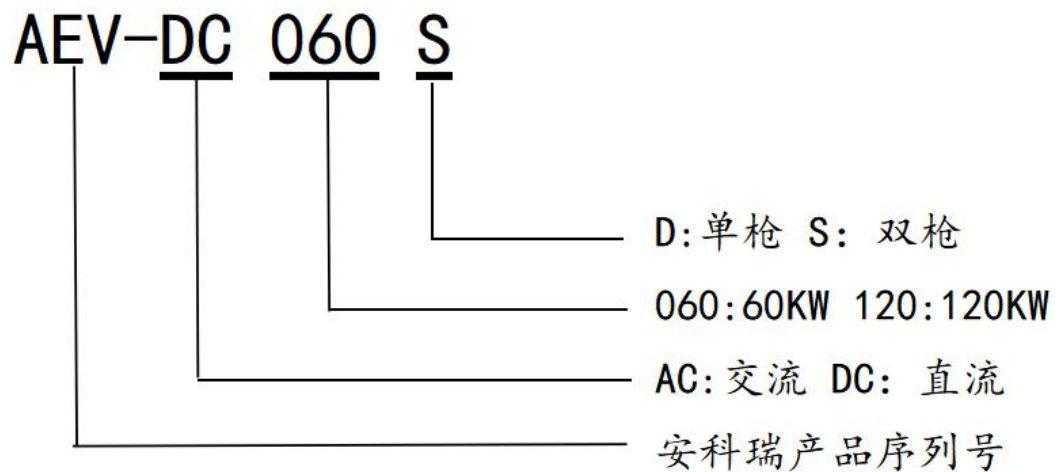 AEV-DC 060 S
D:单枪 S: 双枪
060:60KW 120:120KW
AC:交流 DC: 直流
安科瑞产品序列号